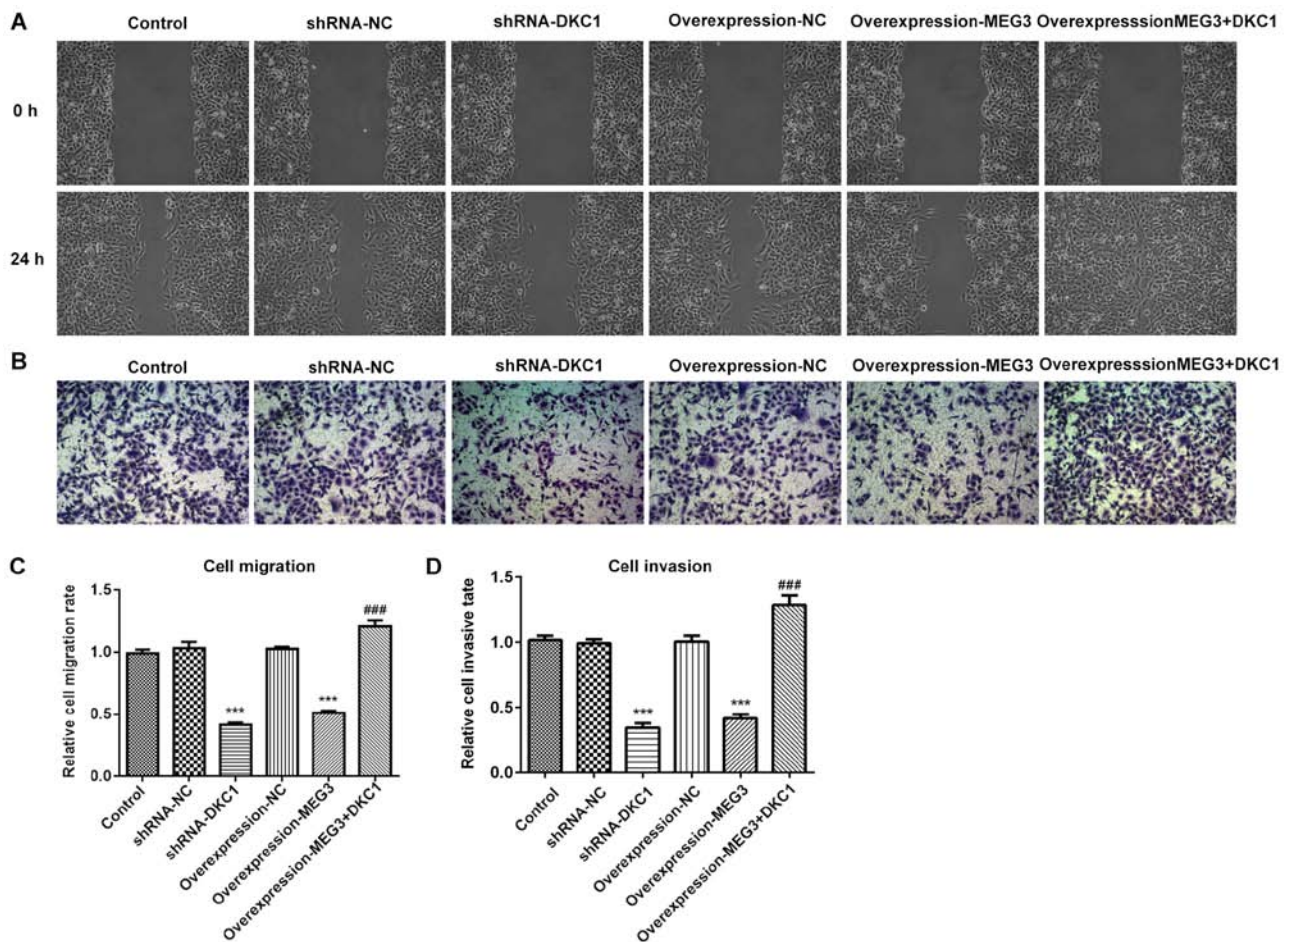 A
Control shRNA-NC shRNA-DKC1 Overexpression-NC Overexpression-MEG3 OverexpresssionMEG3+DKC1
0 h
24 h
B
Control shRNA-NC shRNA-DKC1 Overexpression-NC Overexpression-MEG3 OverexpresssionMEG3+DKC1
C
Cell migration
Relative cell migration rate
1.5
1.0
0.5
0.0
***
***
###
Control
shRNA-NC
shRNA-DKC1
Overexpression-NC
Overexpression-MEG3
Overexpression-MEG3+DKC1
D
Cell invasion
Relative cell invasive tate
1.5
1.0
0.5
0.0
***
***
###
Control
shRNA-NC
shRNA-DKC1
Overexpression-NC
Overexpression-MEG3
Overexpression-MEG3+DKC1